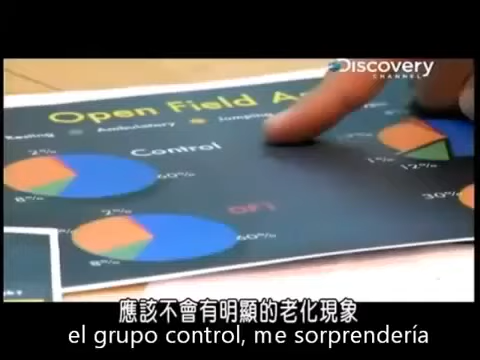 Discovery
CHANNEL
Open Field
Resting Ambulatory Jumping
Control
2%
60%
8%
1%
12%
30%
DFI
2%
60%
8%
應該不會有明顯的老化現象
el grupo control, me sorprendería